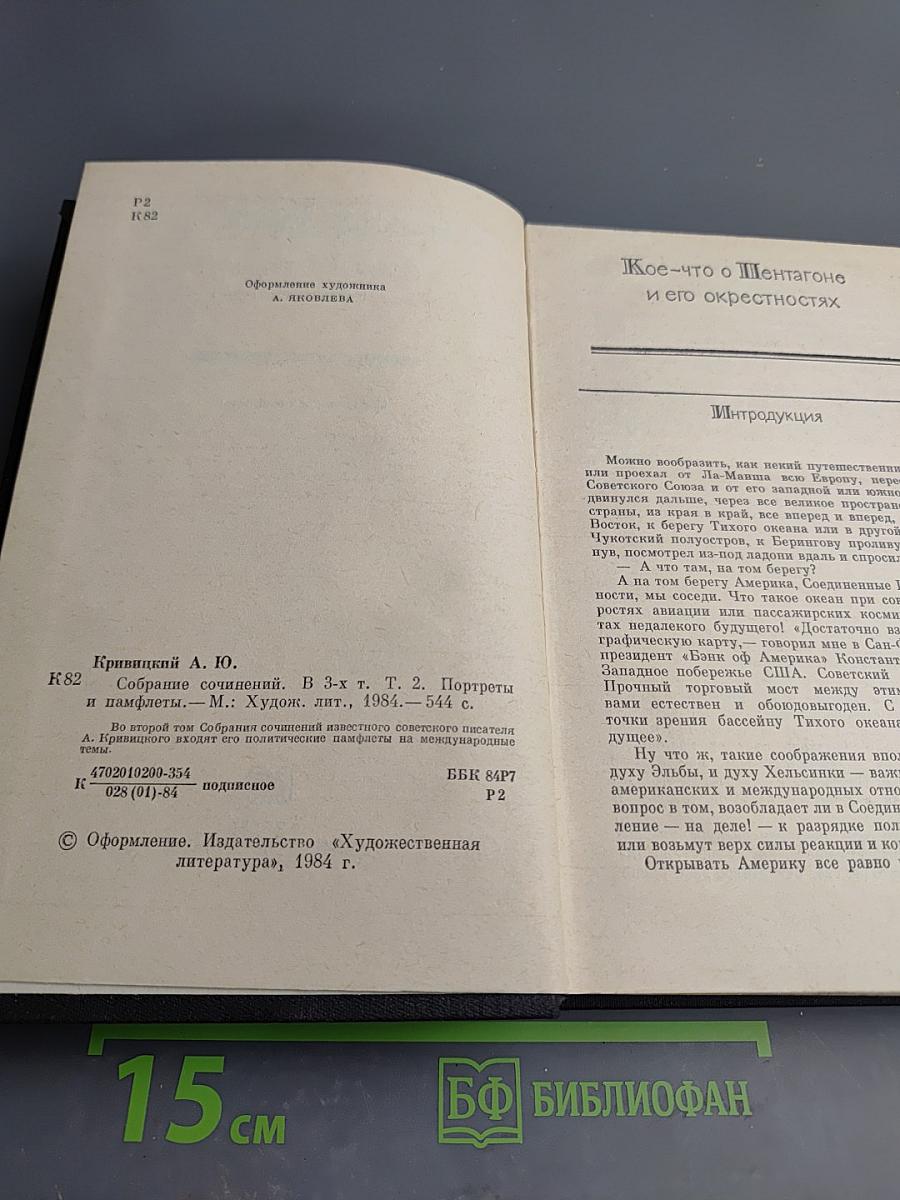 Р2
К82
Оформление художника
А. ЯКОВЛЕВА
Кривицкий А. Ю.
К82 Собрание сочинений. В 3-х т. Т. 2. Портреты
и памфлеты.— М.: Худож. лит., 1984.— 544 с.
Во второй том Собрания сочинений известного советского писателя
А. Кривицкого входят его политические памфлеты на международные
темы.
К 4702010200-354 подписное
028 (01)-84
ББК 84Р7
Р2
© Оформление. Издательство «Художественная
литература», 1984 г.
Кое-что о Пентагоне
и его окрестностях
Интродукция
Можно вообразить, как некий путешественни
или проехал от Ла-Манша всю Европу, пере
Советского Союза и от его западной или южно
двинулся дальше, через все великое простран
страны, из края в край, все вперед и вперед,
Восток, к берегу Тихого океана или в другой
Чукотский полуостров, к Берингову проливу
нув, посмотрел из-под ладони вдаль и спросил
— А что там, на том берегу?
А на том берегу Америка, Соединенные
ности, мы соседи. Что такое океан при со
ростях авиации или пассажирских косми
тах недалекого будущего! «Достаточно вз
графическую карту,— говорил мне в Сан-
президент «Бэнк оф Америка» Констант
Западное побережье США. Советский
Прочный торговый мост между этим
вами естествен и обоюдовыгоден. С
точки зрения бассейну Тихого океана
дущее».
Ну что ж, такие соображения впол
духу Эльбы, и духу Хельсинки — важ
американских и международных отно
вопрос в том, возобладает ли в Соедин
ление — на деле! — к разрядке пол
или возьмут верх силы реакции и ко
Открывать Америку все равно
15 см
БФ БИБЛИОФАН